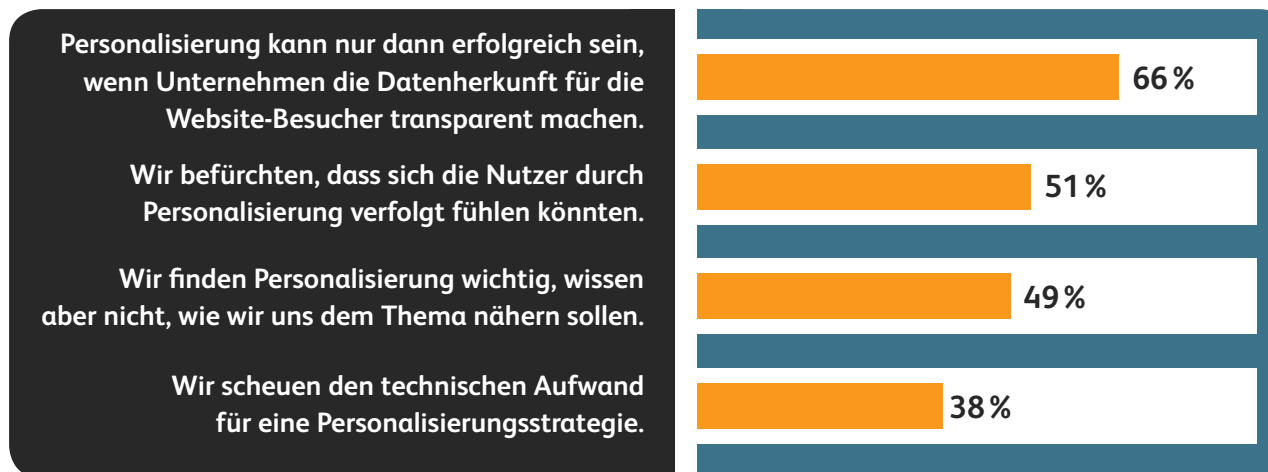 Personalisierung kann nur dann erfolgreich sein,
wenn Unternehmen die Datenherkunft für die
Website-Besucher transparent machen.
66 %
Wir befürchten, dass sich die Nutzer durch
Personalisierung verfolgt fühlen könnten.
51 %
Wir finden Personalisierung wichtig, wissen
aber nicht, wie wir uns dem Thema nähern sollen.
49 %
Wir scheuen den technischen Aufwand
für eine Personalisierungsstrategie.
38 %